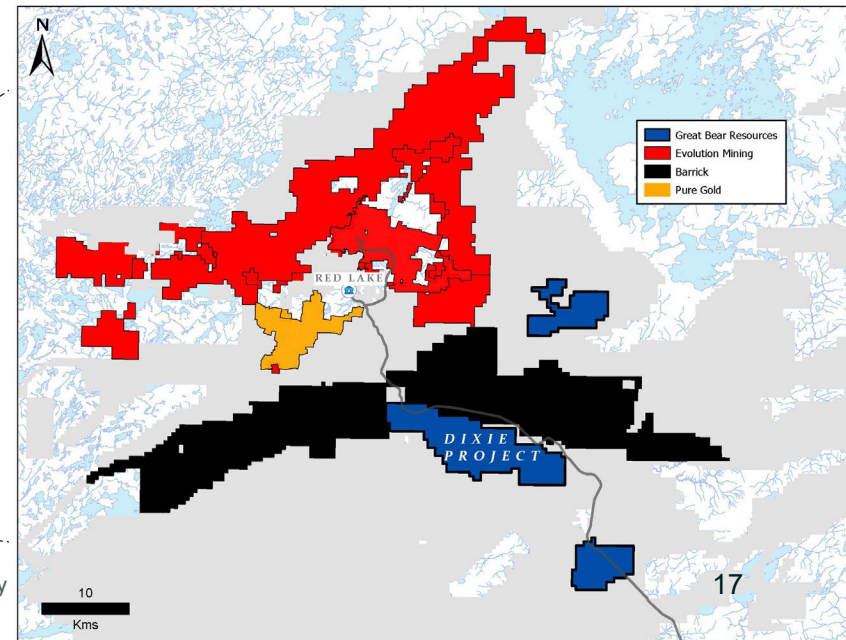 N
Great Bear Resources
Evolution Mining
Barrick
Pure Gold
RED LAKE
DIXIE
PROJECT
10
Kms
17
y